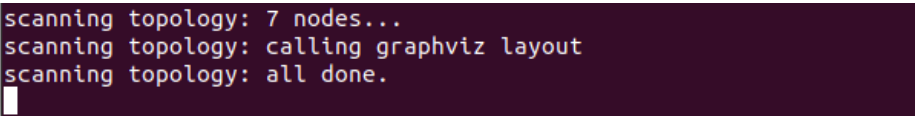 scanning topology: 7 nodes...
scanning topology: calling graphviz layout
scanning topology: all done.